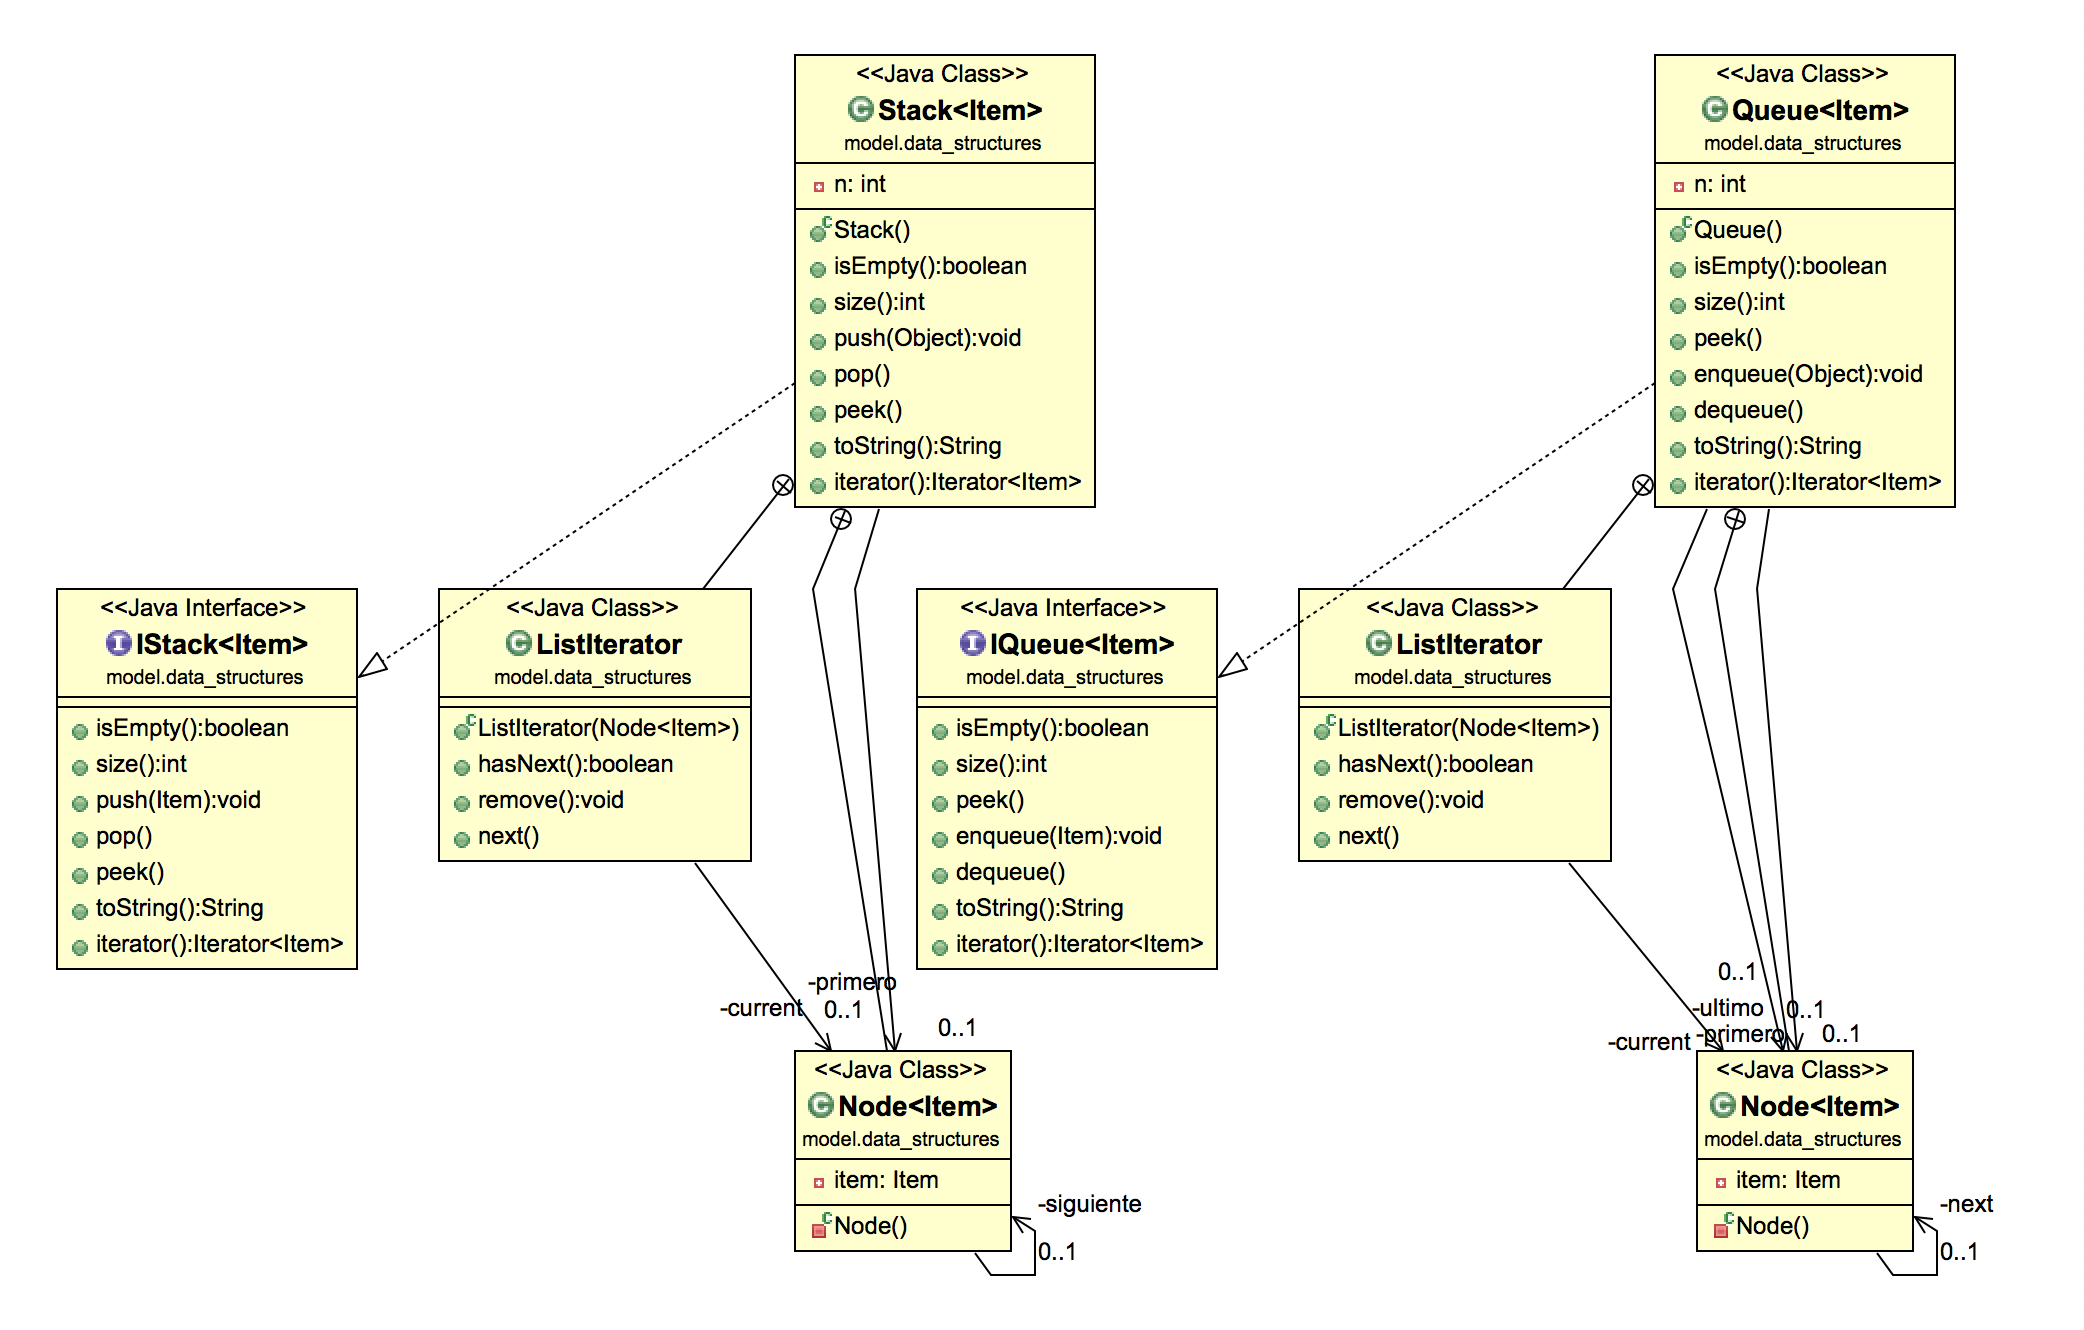 <<Java Class>>
Stack<Item>
model.data_structures
n: int
Stack()
isEmpty():boolean
size():int
push(Object):void
pop()
peek()
toString():String
iterator():Iterator<Item>
<<Java Class>>
Queue<Item>
model.data_structures
n: int
Queue()
isEmpty():boolean
size():int
peek()
enqueue(Object):void
dequeue()
toString():String
iterator():Iterator<Item>
<<Java Interface>>
IStack<Item>
model.data_structures
isEmpty():boolean
size():int
push(Item):void
pop()
peek()
toString():String
iterator():Iterator<Item>
<<Java Class>>
ListIterator
model.data_structures
ListIterator(Node<Item>)
hasNext():boolean
remove():void
next()
<<Java Interface>>
IQueue<Item>
model.data_structures
isEmpty():boolean
size():int
peek()
enqueue(Item):void
dequeue()
toString():String
iterator():Iterator<Item>
<<Java Class>>
ListIterator
model.data_structures
ListIterator(Node<Item>)
hasNext():boolean
remove():void
next()
-primero
-current
0..1
0..1
0..1
-ultimo
0..1
-current
-primero
0..1
<<Java Class>>
Node<Item>
model.data_structures
item: Item
Node()
-siguiente
0..1
<<Java Class>>
Node<Item>
model.data_structures
item: Item
Node()
-next
0..1